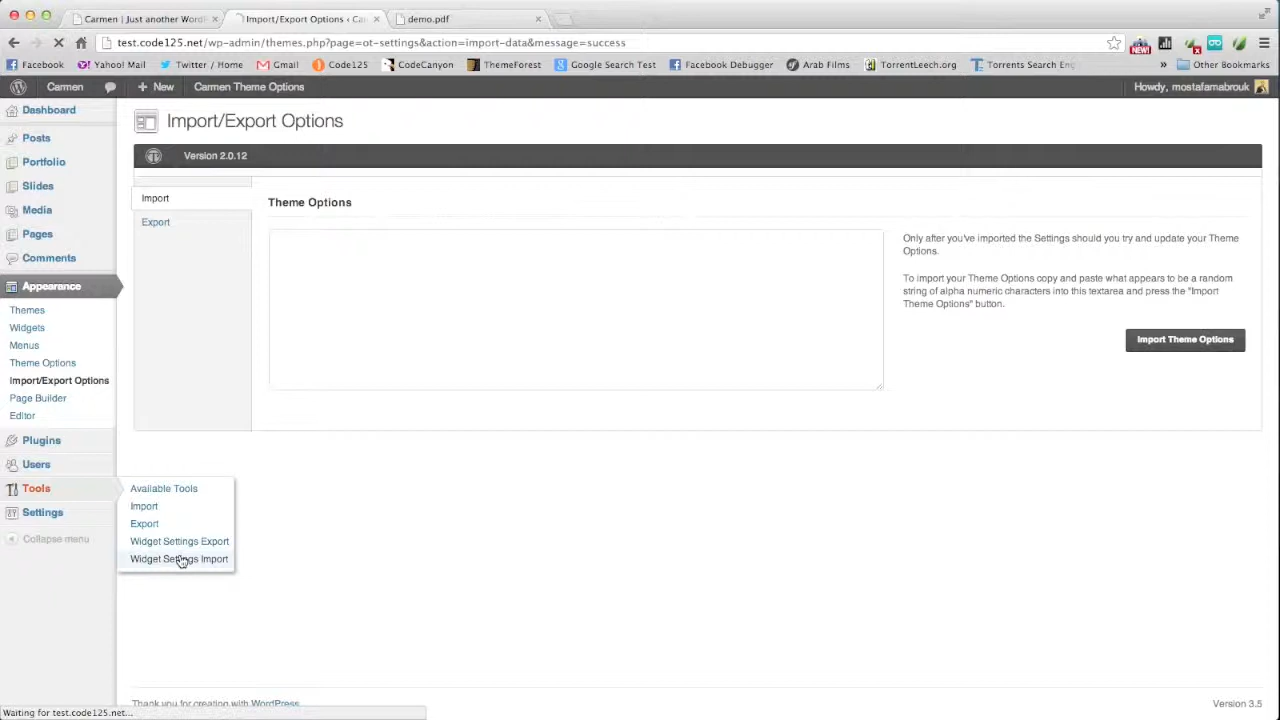 Carmen | Just another WordP
Import/Export Options ‹ Ca
demo.pdf
test.code125.net/wp-admin/themes.php?page=ot-settings&action=import-data&message=success
Facebook
Yahoo! Mail
Twitter / Home
Gmail
Code125
CodeCanyon
ThemeForest
Google Search Test
Facebook Debugger
Arab Films
TorrentLeech.org
Torrents Search Eng
»
Other Bookmarks
NEW!
Carmen
+ New
Carmen Theme Options
Howdy, mostafamabrouk
Dashboard
Posts
Portfolio
Slides
Media
Pages
Comments
Appearance
Themes
Widgets
Menus
Theme Options
Import/Export Options
Page Builder
Editor
Plugins
Users
Tools
Settings
Collapse menu
Available Tools
Import
Export
Widget Settings Export
Widget Settings Import
Import/Export Options
Version 2.0.12
Import
Export
Theme Options
Only after you've imported the Settings should you try and update your Theme
Options.
To import your Theme Options copy and paste what appears to be a random
string of alpha numeric characters into this textarea and press the "Import
Theme Options" button.
Import Theme Options
Thank you for creating with WordPress.
Version 3.5
Waiting for test.code125.net...